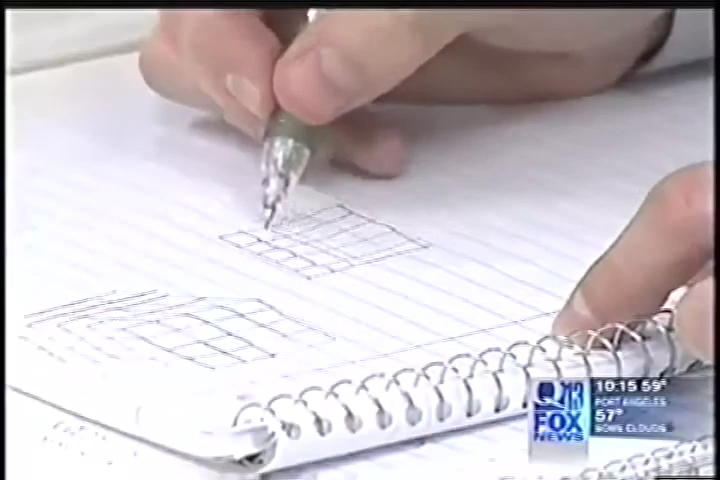 Q13
FOX
NEWS
10:15 59°
PORT ANGELES
57°
SOME CLOUDS